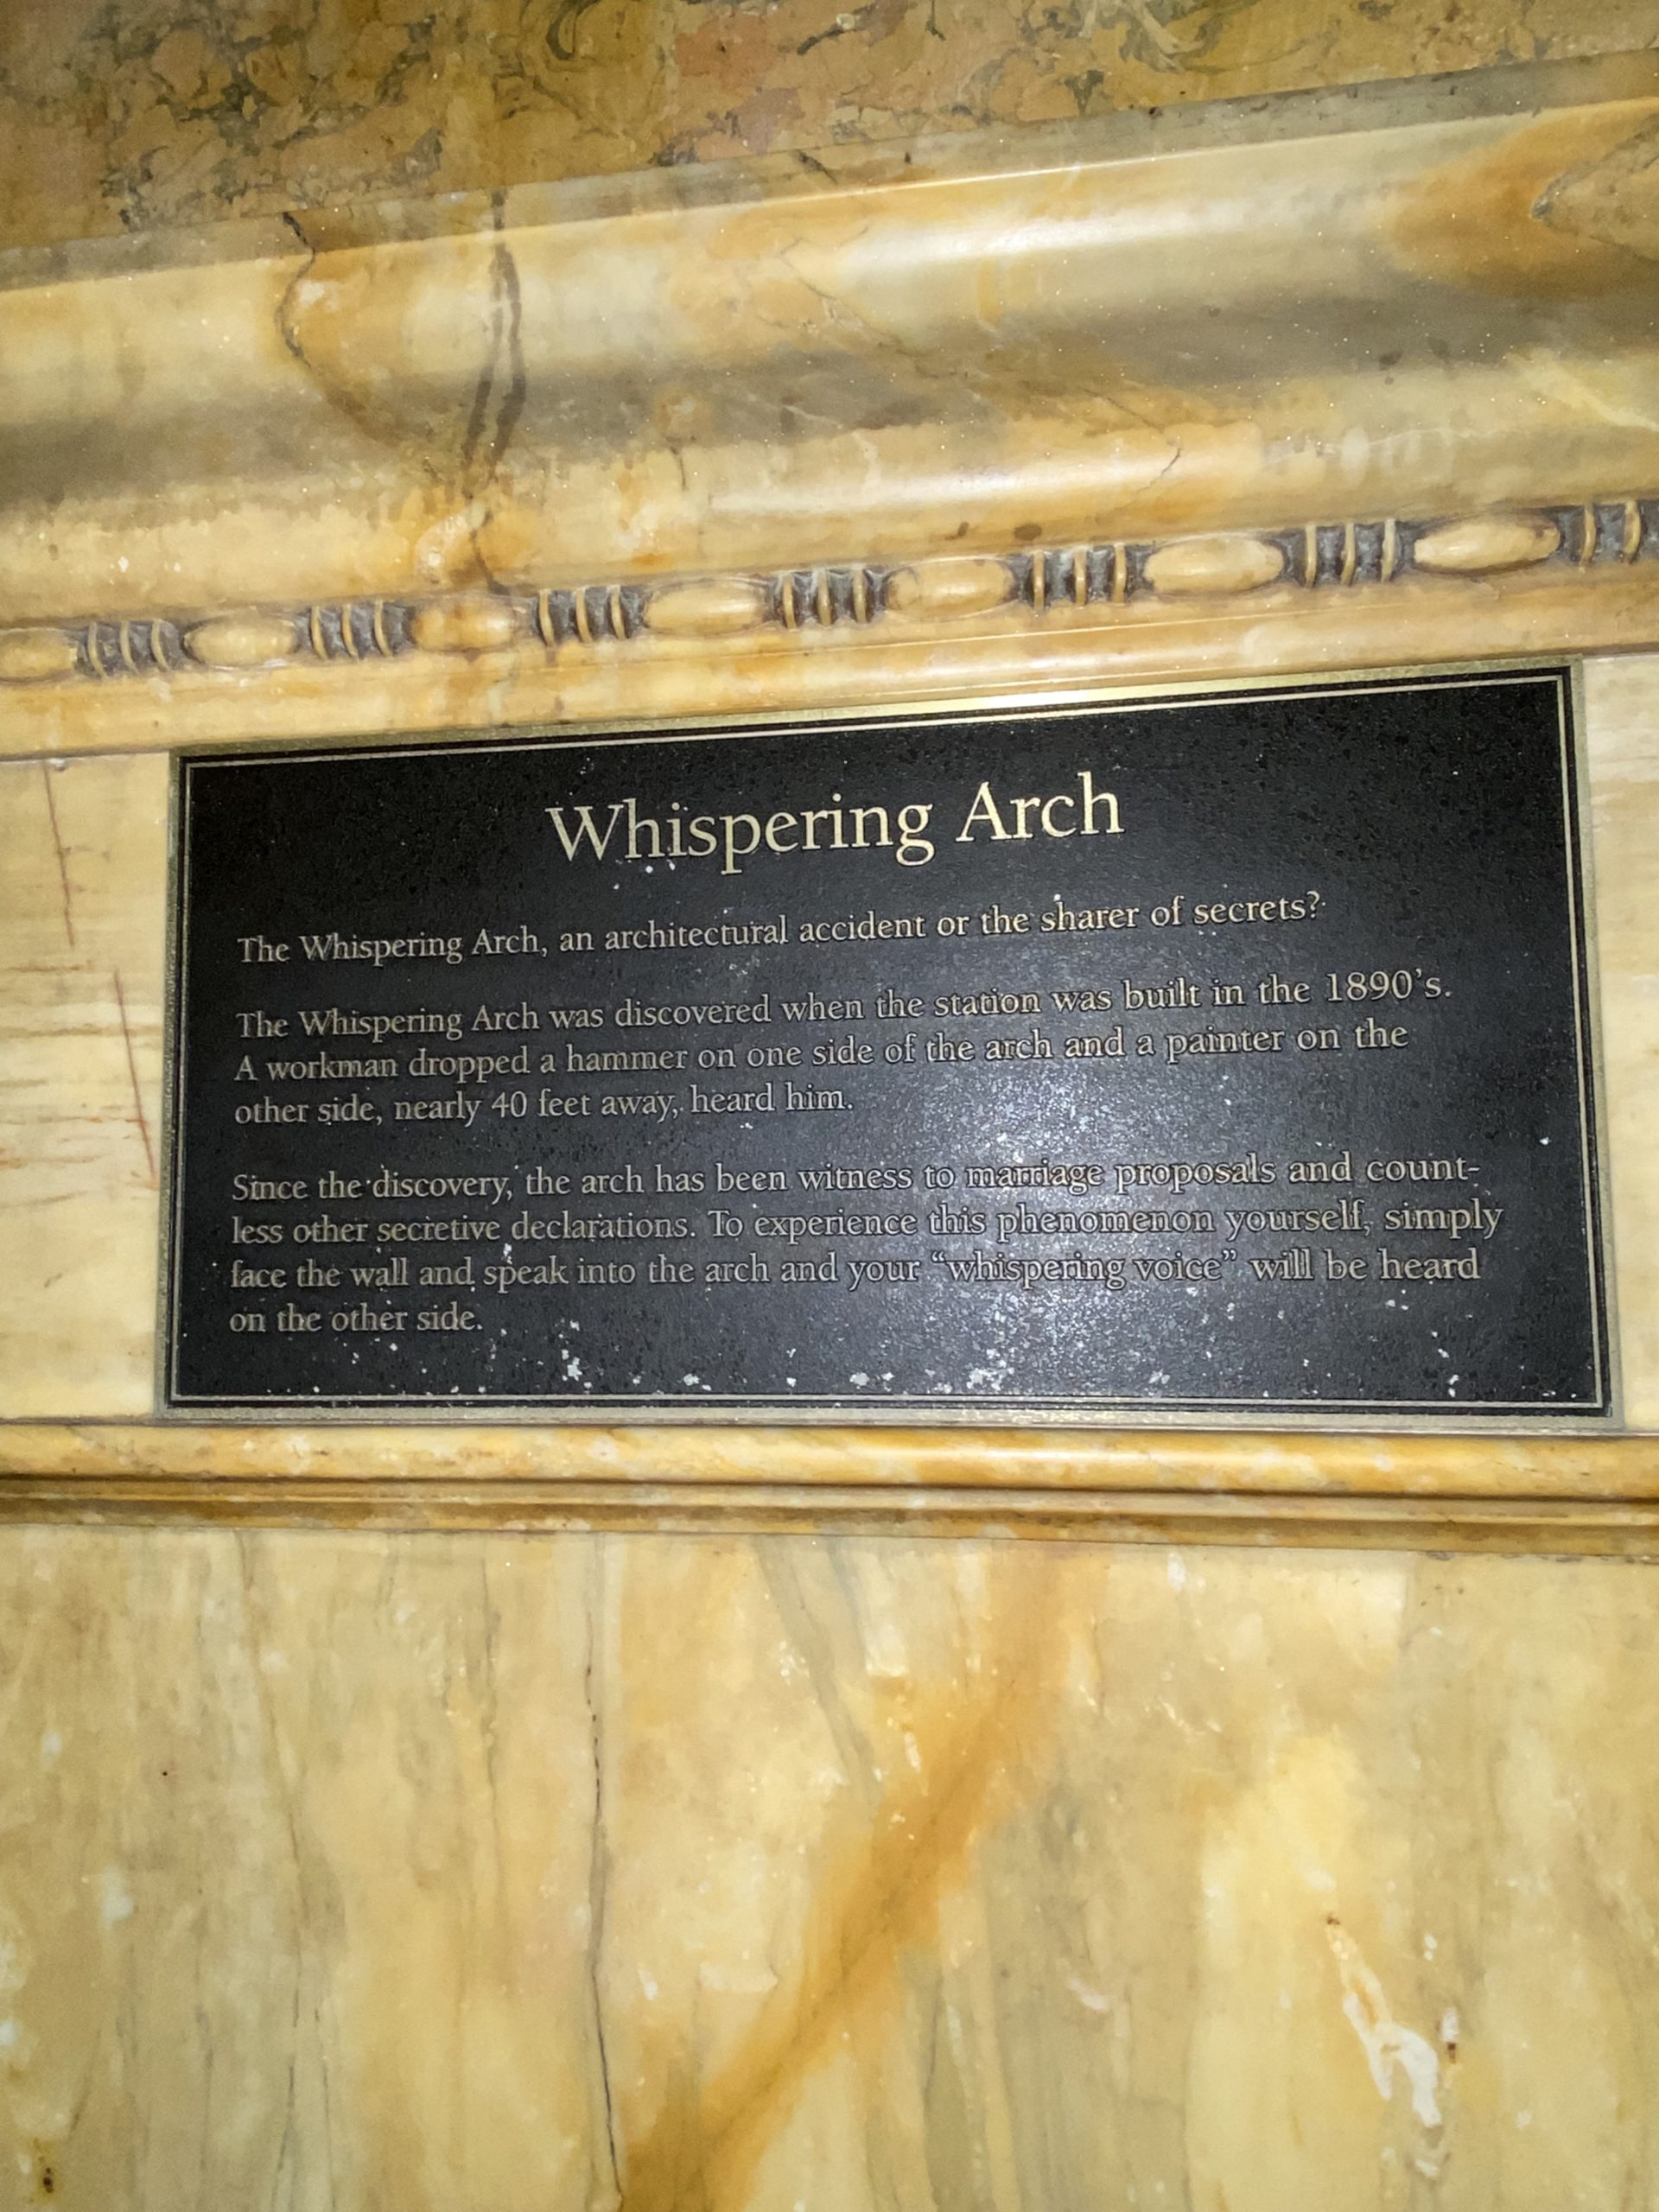 Whispering Arch
The Whispering Arch, an architectural accident or the sharer of secrets?
The Whispering Arch was discovered when the station was built in the 1890's.
A workman dropped a hammer on one side of the arch and a painter on the
other side, nearly 40 feet away, heard him.
Since the discovery, the arch has been witness to marriage proposals and count-
less other secretive declarations. To experience this phenomenon yourself, simply
face the wall and speak into the arch and your “whispering voice” will be heard
on the other side.